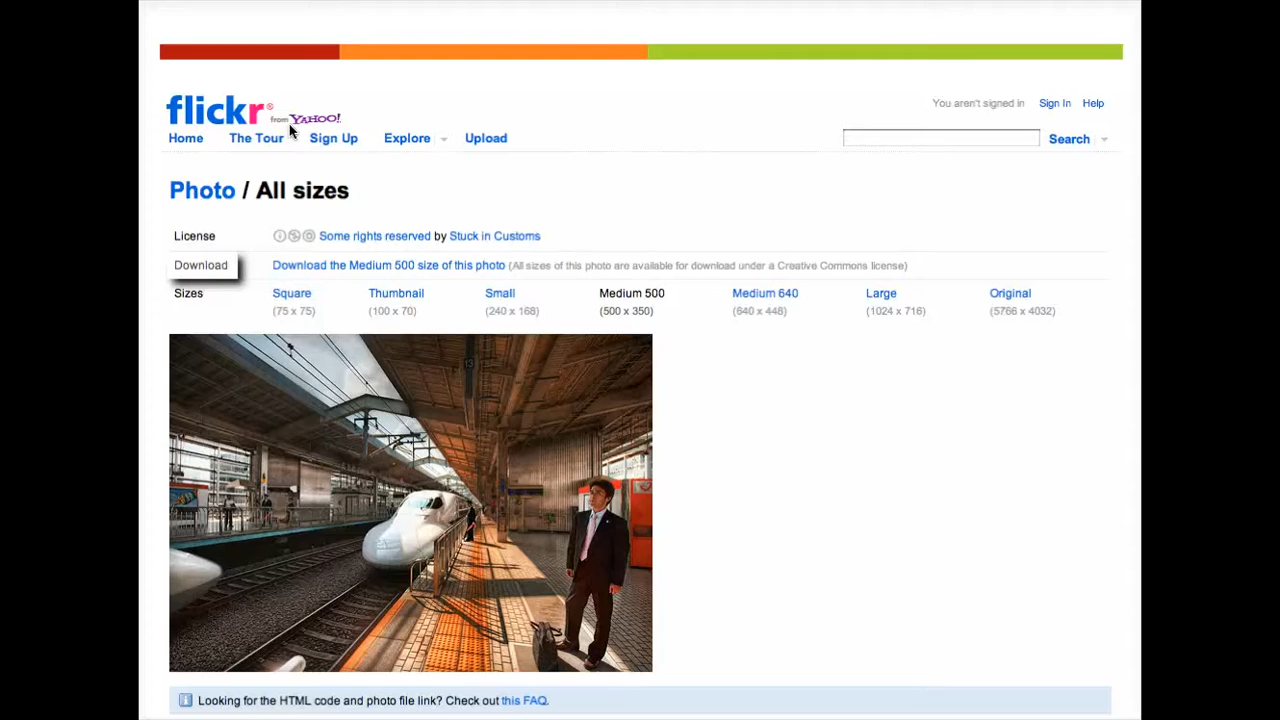 flickr® from YAHOO!
You aren't signed in Sign In Help
Home The Tour Sign Up Explore Upload Search
Photo / All sizes
License Some rights reserved by Stuck in Customs
Download Download the Medium 500 size of this photo (All sizes of this photo are available for download under a Creative Commons license)
Sizes Square Thumbnail Small Medium 500 Medium 640 Large Original
(75 x 75) (100 x 70) (240 x 168) (500 x 350) (640 x 448) (1024 x 716) (5766 x 4032)
13
Looking for the HTML code and photo file link? Check out this FAQ.